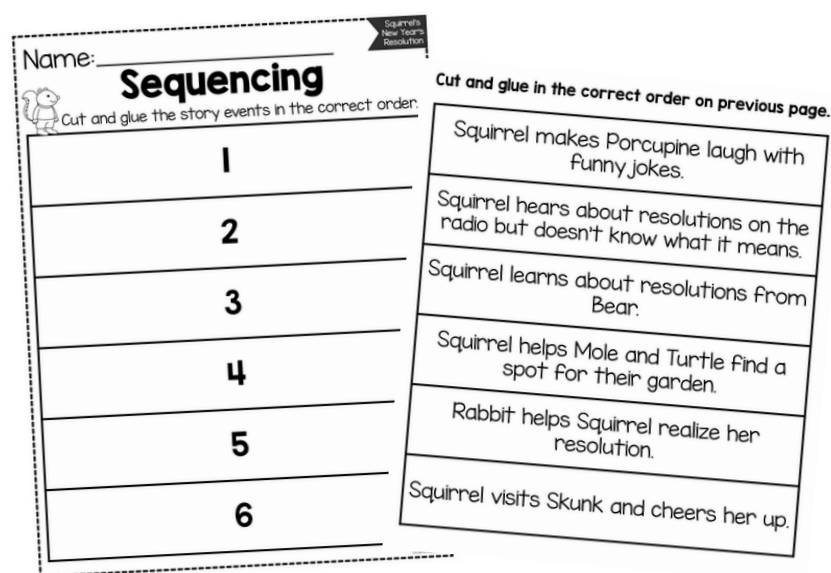 Squirrel's
New Year's
Resolution
Name:
Sequencing
Cut and glue the story events in the correct order.
1
2
3
4
5
6
Cut and glue in the correct order on previous page.
Squirrel makes Porcupine laugh with
funny jokes.
Squirrel hears about resolutions on the
radio but doesn't know what it means.
Squirrel learns about resolutions from
Bear.
Squirrel helps Mole and Turtle find a
spot for their garden.
Rabbit helps Squirrel realize her
resolution.
Squirrel visits Skunk and cheers her up.